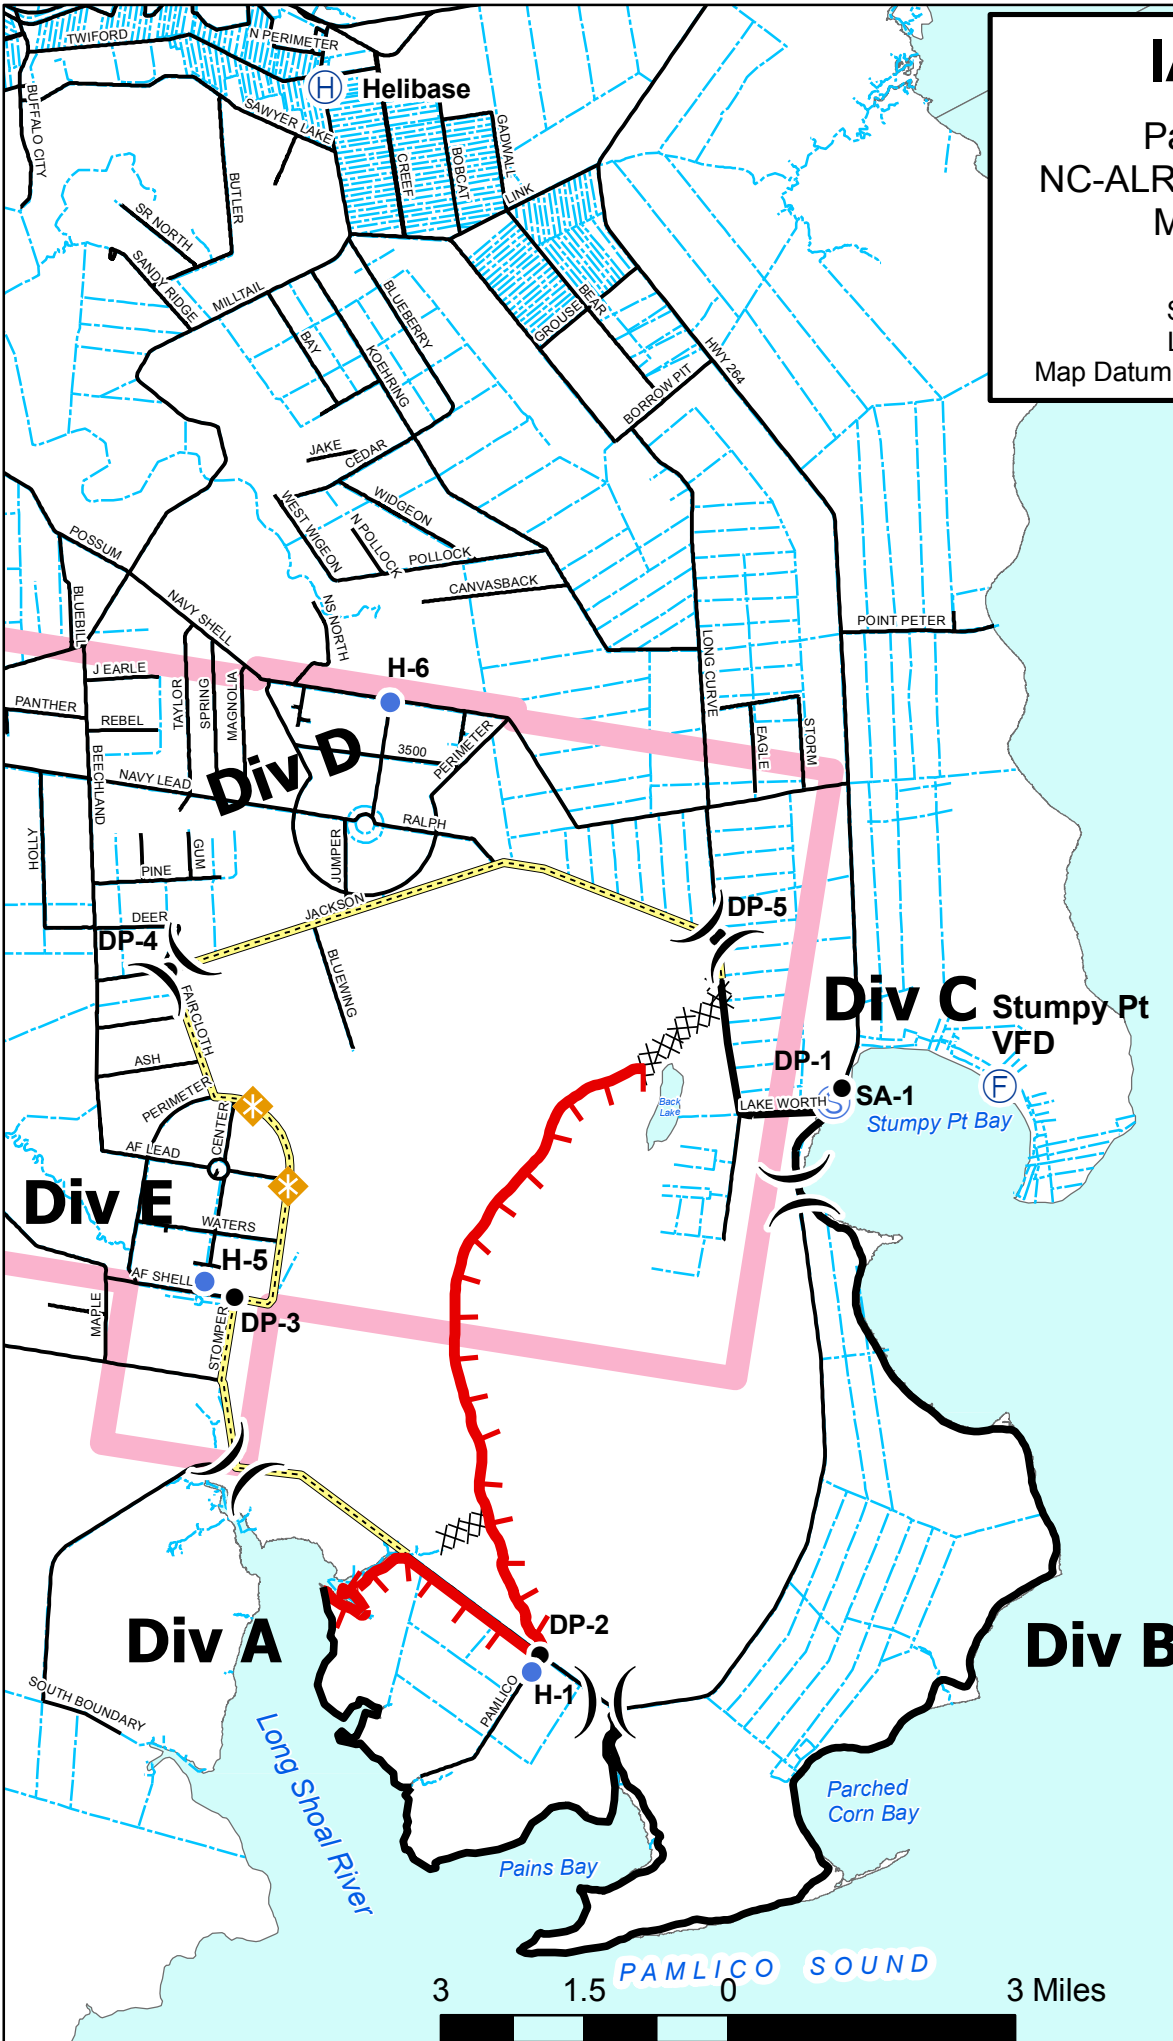 TWIFORD
N PERIMETER
BUFFALO CITY
H
Helibase
SAWYER LAKE
CREEF
BOBCAT
GADWALL
LINK
BUTLER
SR NORTH
SANDY RIDGE
MILLTAIL
BAY
KOEHRING
BLUEBERRY
GROUSE
BEAR
HWY 264
BORROW PIT
JAKE
CEDAR
WIDGEON
WEST WIGEON
N POLLOCK
POLLOCK
CANVASBACK
POSSUM
NAVY SHELL
BLUEBILL
NS NORTH
POINT PETER
J EARLE
TAYLOR
SPRING
MAGNOLIA
H-6
LONG CURVE
PANTHER
REBEL
BEECHLAND
3500
PERIMETER
EAGLE
STORM
NAVY LEAD
Div D
RALPH
JUMPER
HOLLY
GUM
PINE
JACKSON
DEER
DP-4
DP-5
BLUEWING
FAIRCLOTH
Div C
Stumpy Pt
VFD
ASH
PERIMETER
CENTER
AF LEAD
DP-1
SA-1
LAKE WORTH
S
F
Back
Lake
Stumpy Pt Bay
Div E
WATERS
H-5
AF SHELL
DP-3
MAPLE
STOMPER
Div A
DP-2
H-1
PAMLICO
Div B
SOUTH BOUNDARY
Long Shoal River
Parched
Corn Bay
Pains Bay
PAMLICO SOUND
3 1.5 0 3 Miles
NC-ALR
Map Datum